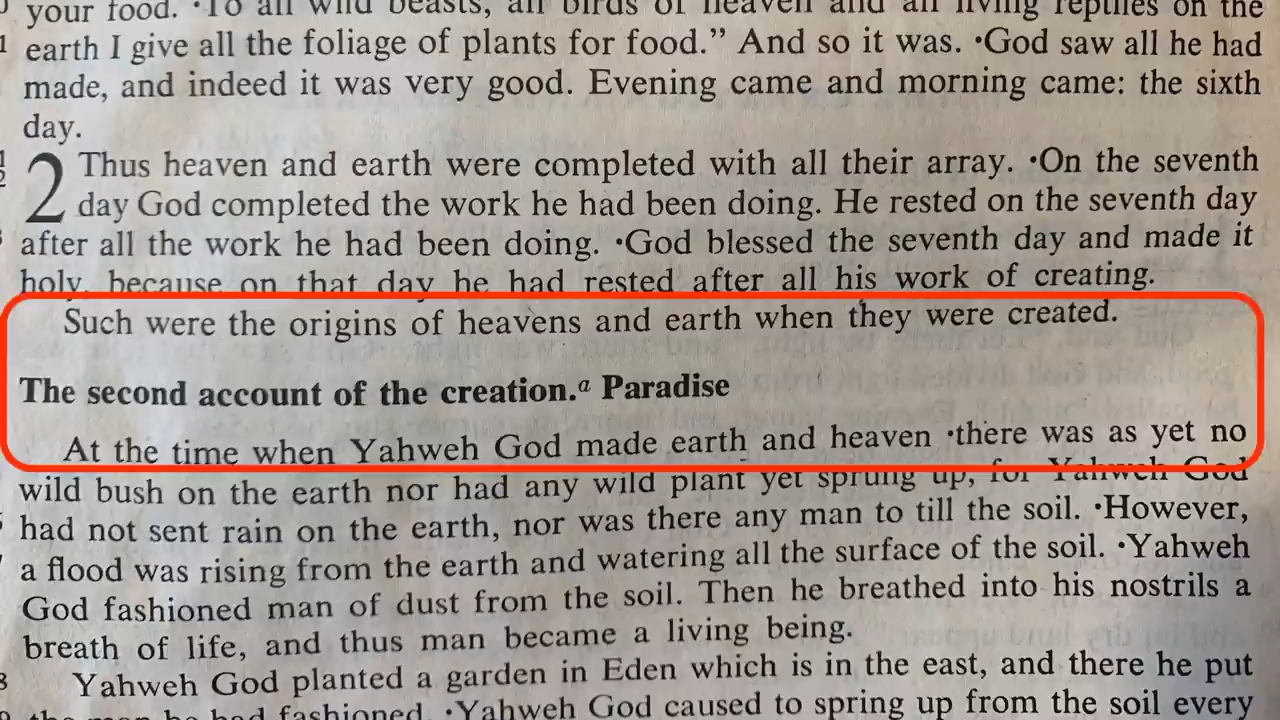 your food. •To all wild beasts, all birds of heaven and all living reptiles on the
earth I give all the foliage of plants for food.” And so it was. •God saw all he had
made, and indeed it was very good. Evening came and morning came: the sixth
day.
2 Thus heaven and earth were completed with all their array. •On the seventh
day God completed the work he had been doing. He rested on the seventh day
after all the work he had been doing. •God blessed the seventh day and made it
holy, because on that day he had rested after all his work of creating.
Such were the origins of heavens and earth when they were created.
The second account of the creation.ᵃ Paradise
At the time when Yahweh God made earth and heaven •there was as yet no
wild bush on the earth nor had any wild plant yet sprung up, for Yahweh God
had not sent rain on the earth, nor was there any man to till the soil. •However,
a flood was rising from the earth and watering all the surface of the soil. •Yahweh
God fashioned man of dust from the soil. Then he breathed into his nostrils a
breath of life, and thus man became a living being.
8 Yahweh God planted a garden in Eden which is in the east, and there he put
the man he had fashioned. •Yahweh God caused to spring up from the soil every